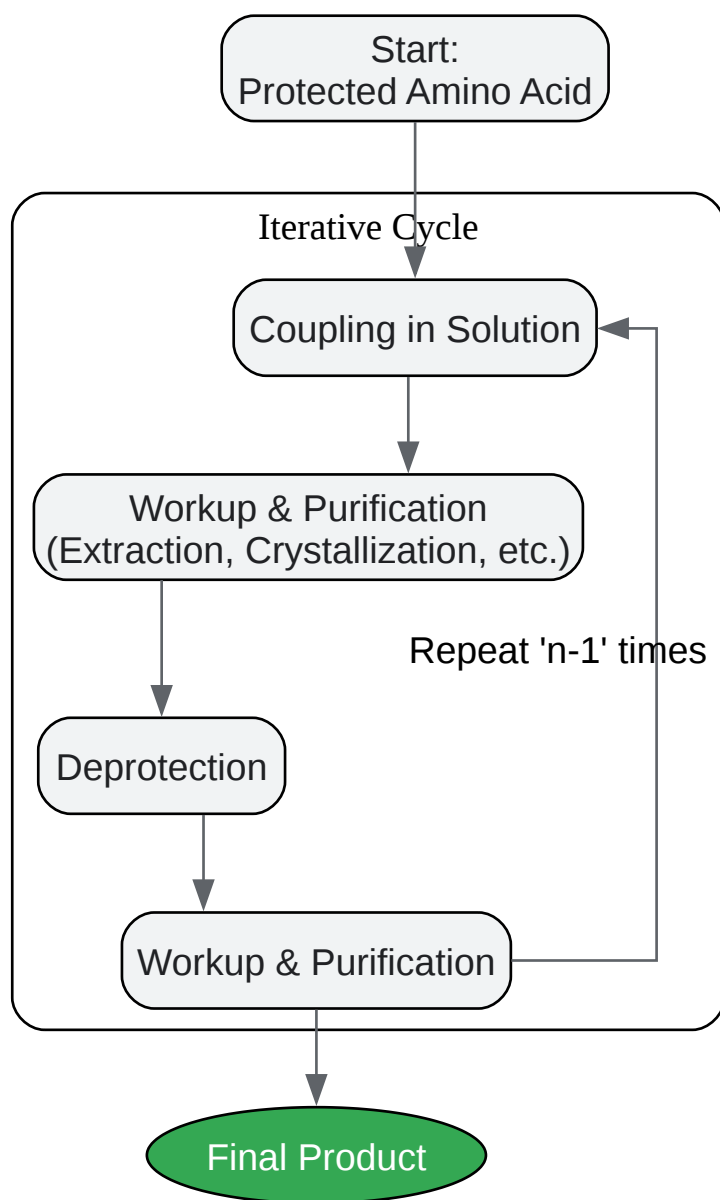 Start:
Protected Amino Acid
Iterative Cycle
Coupling in Solution
Workup & Purification
(Extraction, Crystallization, etc.)
Repeat 'n-1' times
Deprotection
Workup & Purification
Final Product